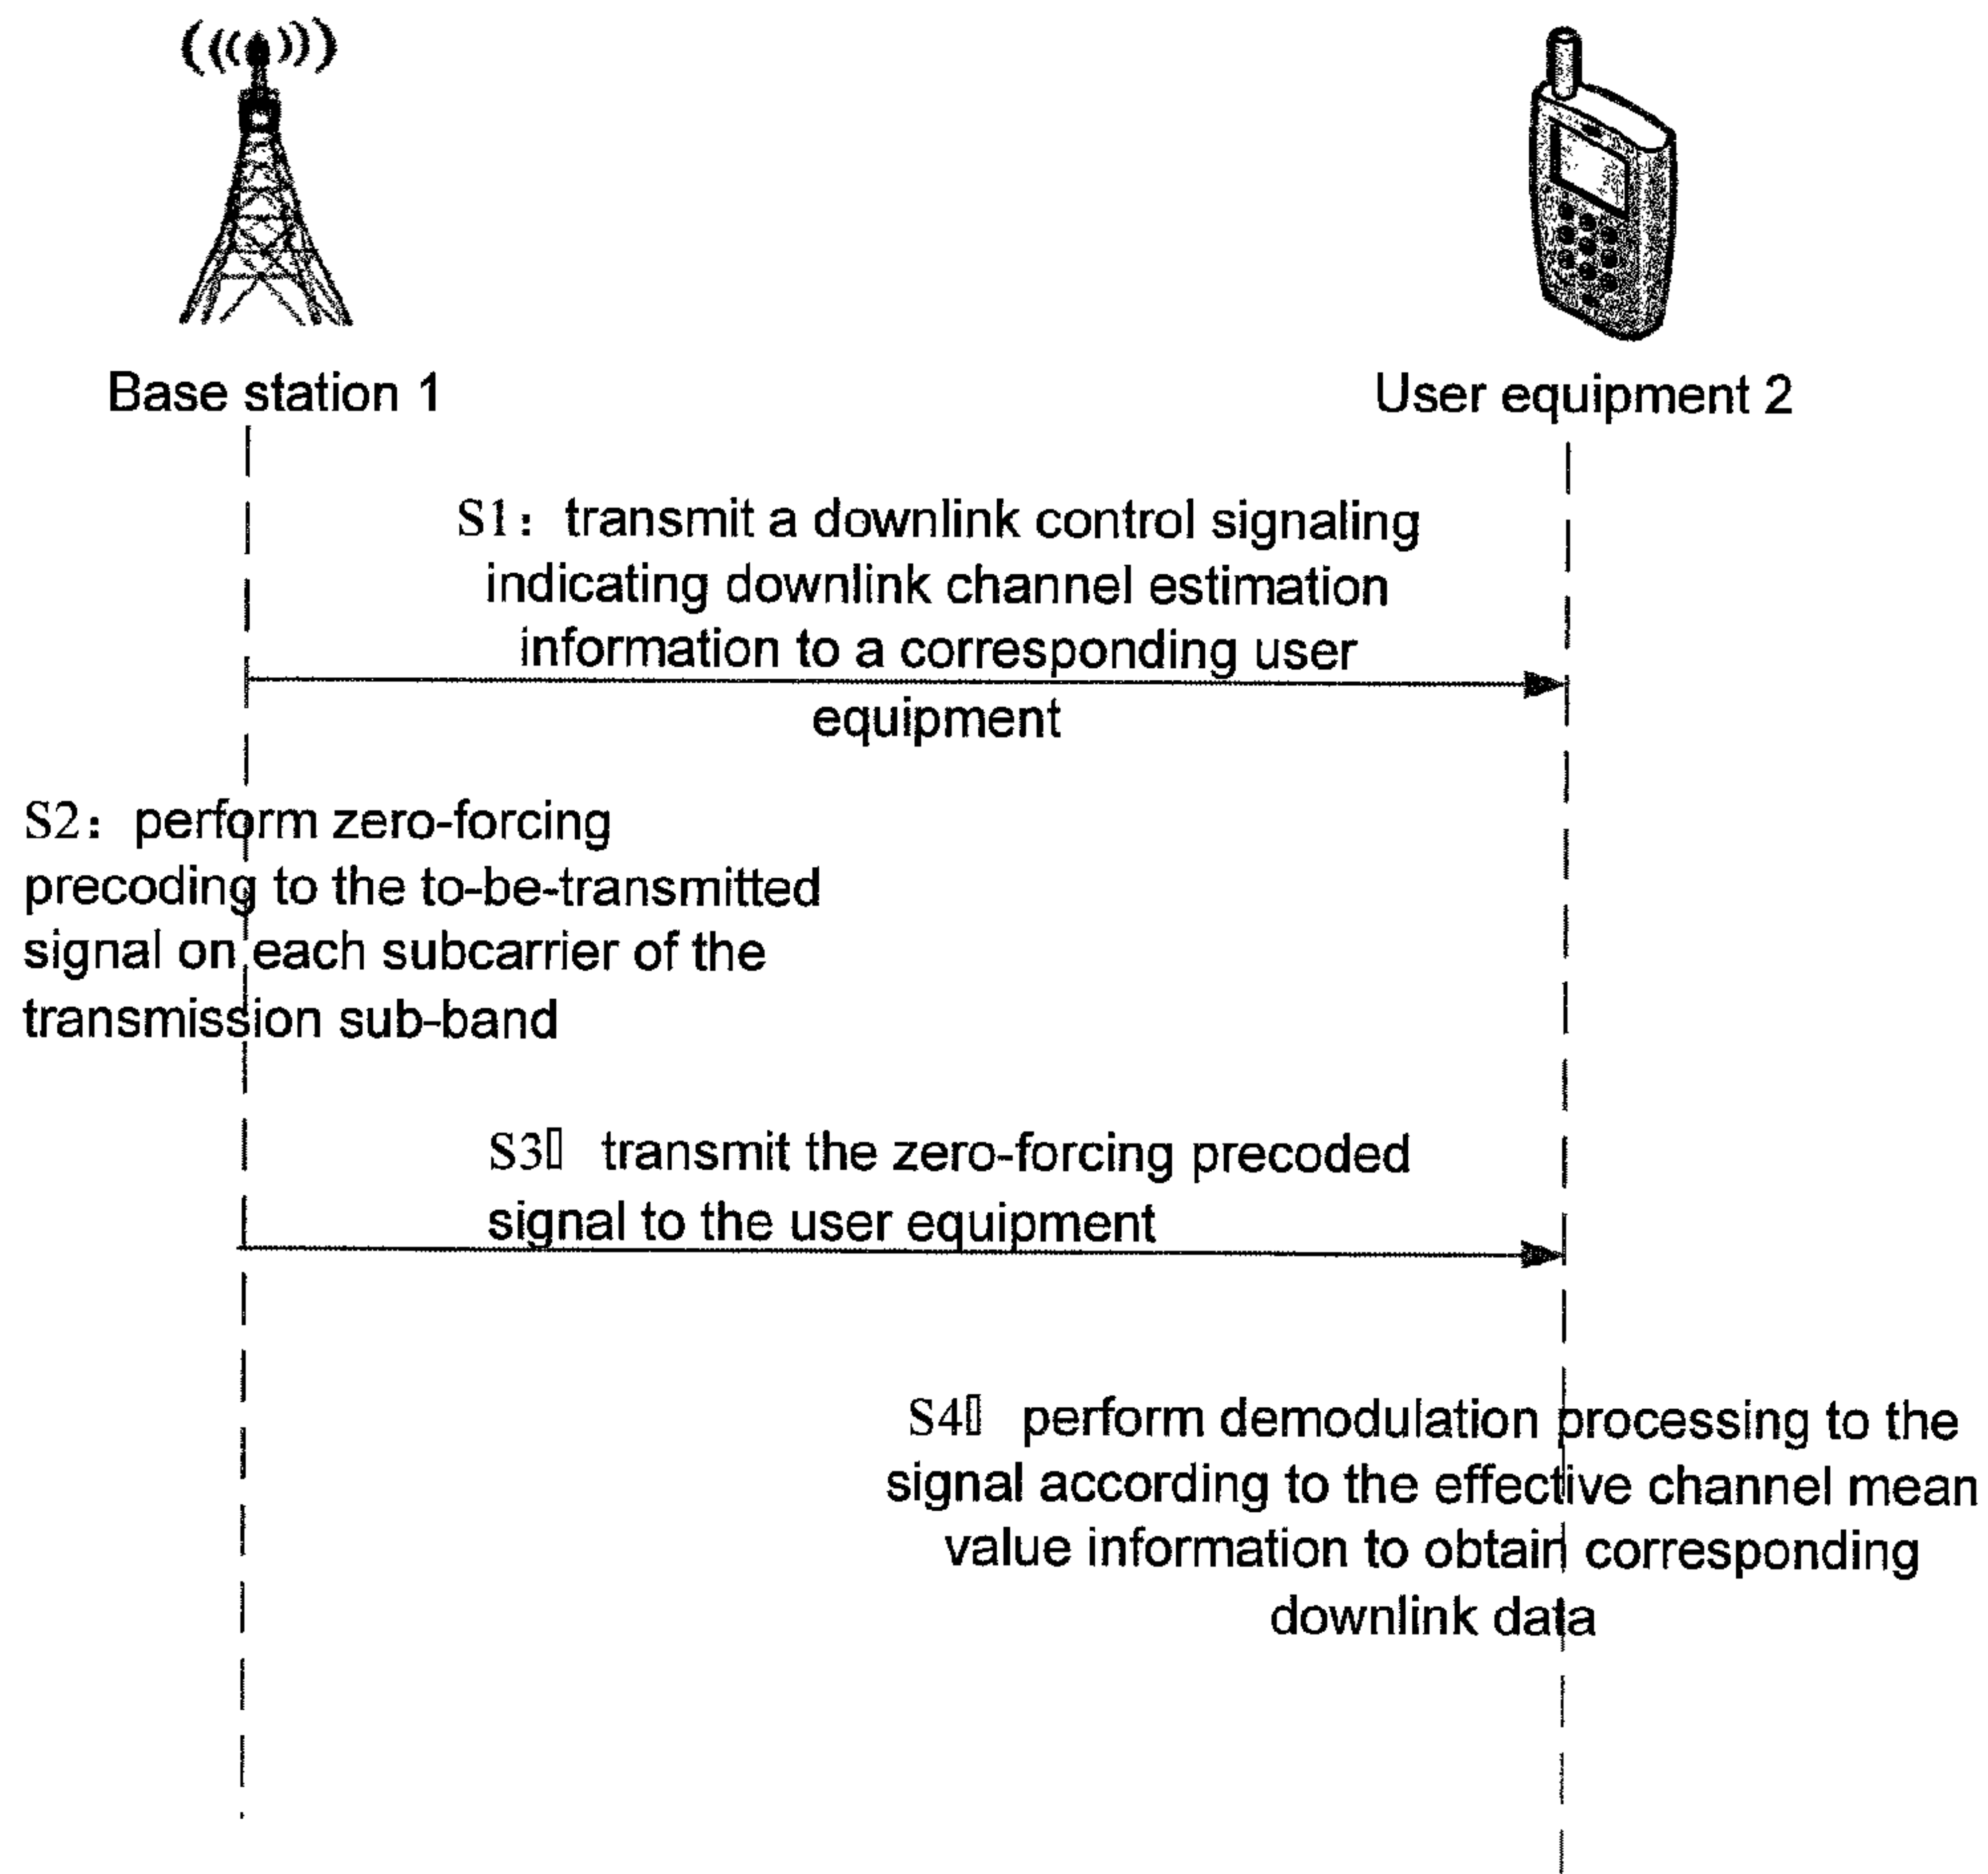 Base station 1
User equipment 2
S1： transmit a downlink control signaling
indicating downlink channel estimation
information to a corresponding user
equipment
S2： perform zero-forcing
precoding to the to-be-transmitted
signal on each subcarrier of the
transmission sub-band
S3▯ transmit the zero-forcing precoded
signal to the user equipment
S4▯ perform demodulation processing to the
signal according to the effective channel mean
value information to obtain corresponding
downlink data